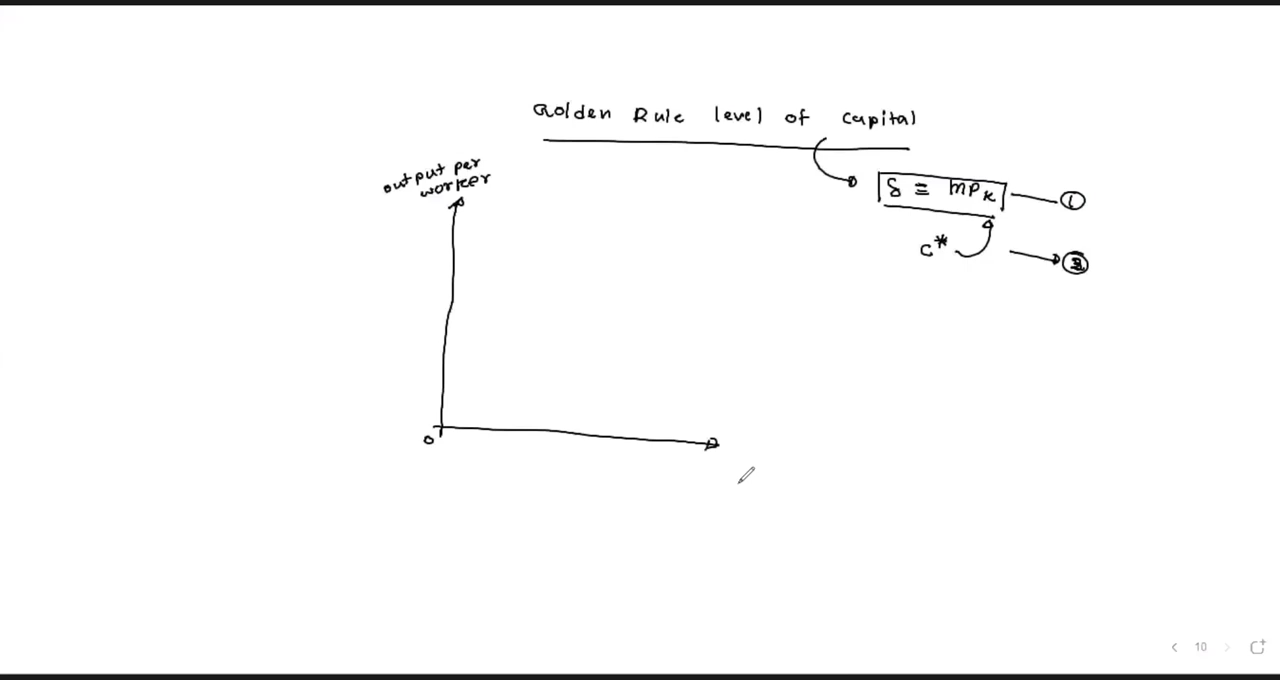 Golden Rule level of capital
output per
worker
δ = MPK
1
C*
2
0
10